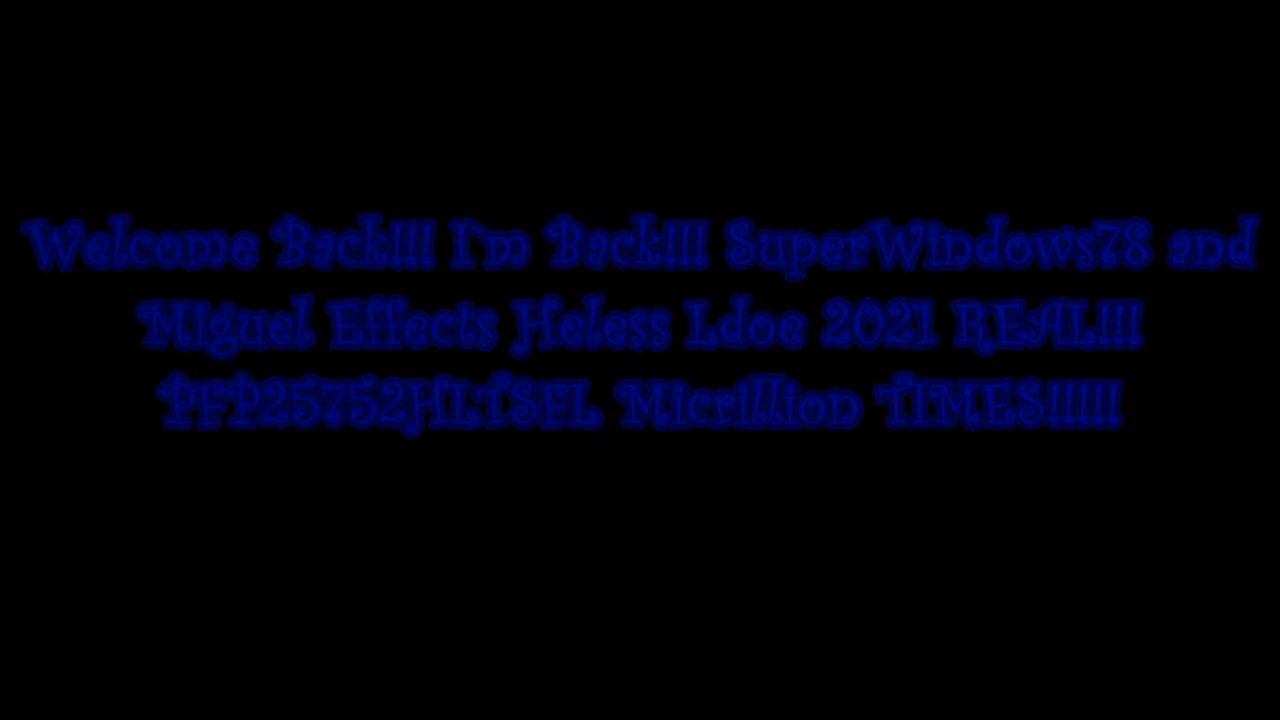 Welcome Back!!! I'm Back!!! SuperWindows78 and
MIguel Effects Heless Ldoe 2021 REAL!!!
PFP25752HLTSFL Micrillion TIMES!!!!!